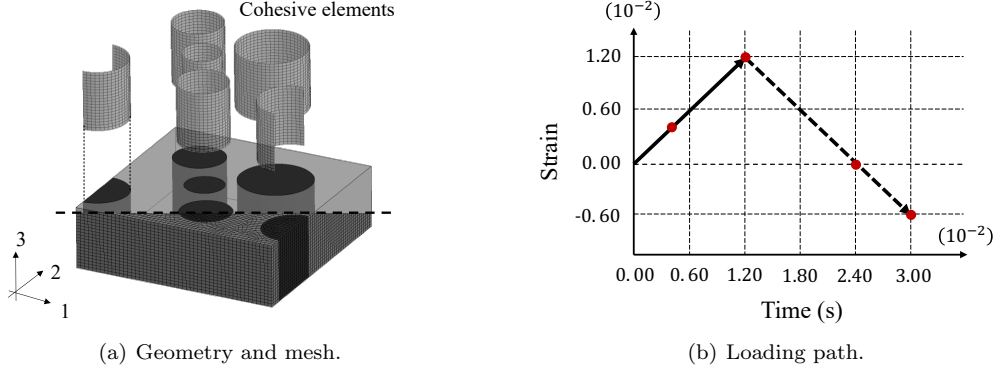 Cohesive elements
3
2
1
(a) Geometry and mesh.
(10⁻²)
1.20
0.60
0.00
-0.60
Strain
(10⁻²)
0.00 0.60 1.20 1.80 2.40 3.00
Time (s)
(b) Loading path.